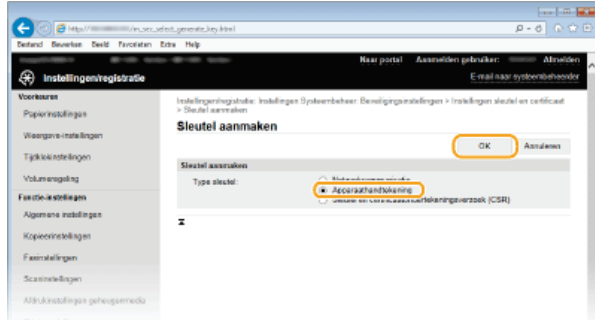 Bestand Bewerken Beeld Favorieten Extra Help
Naar portal Aanmelden gebruiker: Afmelden
Instellingen/registratie E-mail naar systeembeheerder
Voorkeuren
Papierinstellingen
Weergave-instellingen
Tijdklokinstellingen
Volumeregeling
Functie-instellingen
Algemene instellingen
Kopieerinstellingen
Faxinstellingen
Scaninstellingen
Afdrukinstellingen geheugenmedia
Instellingen/registratie: Instellingen Systeembeheer: Beveiligingsinstellingen > Instellingen sleutel en certificaat
> Sleutel aanmaken
Sleutel aanmaken
OK Annuleren
Sleutel aanmaken
Type sleutel:
Netwerkcommunicatie
Apparaathandtekening
Sleutel en certificaatondertekeningsverzoek (CSR)